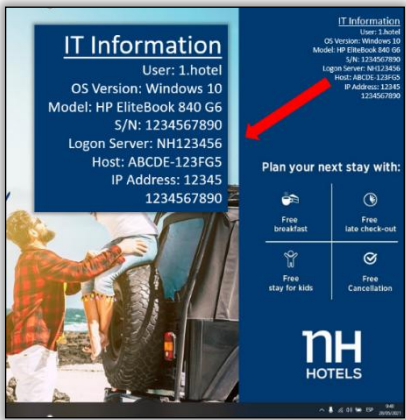 IT Information
User: 1.hotel
OS Version: Windows 10
Model: HP EliteBook 840 G6
S/N: 1234567890
Logon Server: NH123456
Host: ABCDE-123FG5
IP Address: 12345
1234567890
IT Information
User: 1.hotel
OS Version: Windows 10
Model: HP EliteBook 840 G6
S/N: 1234567890
Logon Server: NH123456
Host: ABCDE-123FG5
IP Address: 12345
1234567890
Plan your next stay with:
Free
breakfast
Free
late check-out
Free
stay for kids
Free
Cancellation
NH
HOTELS
ESP